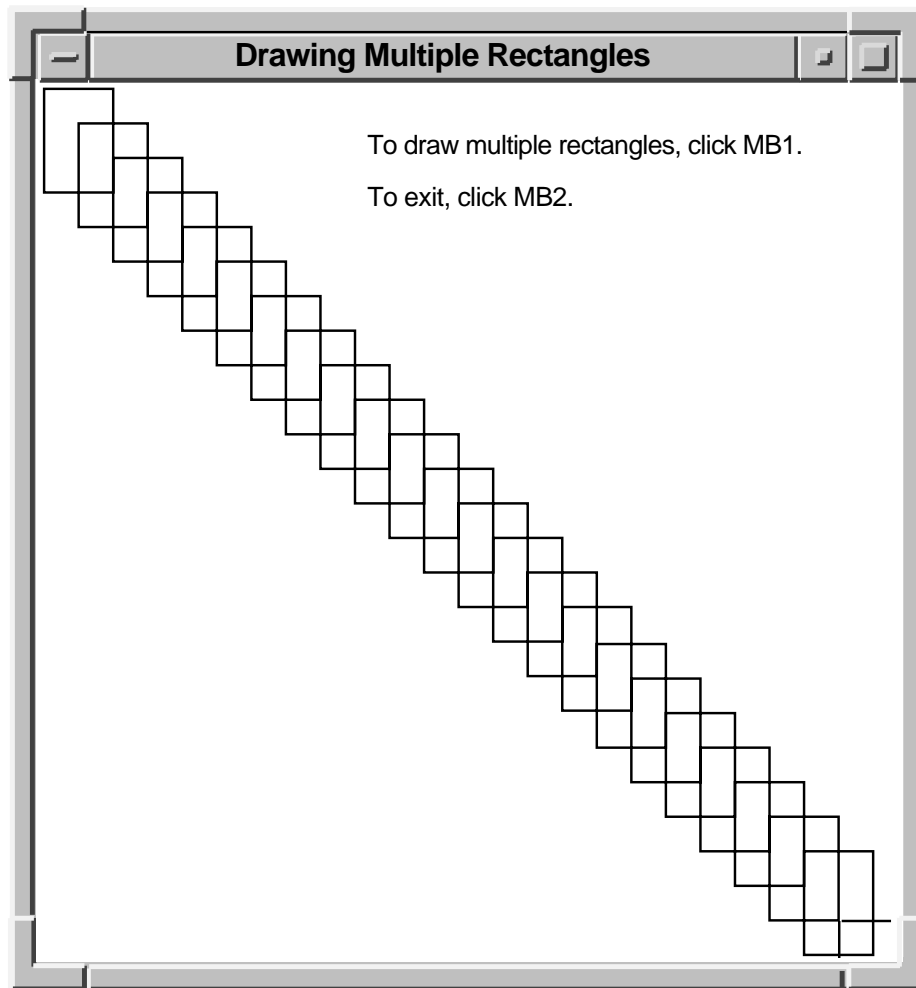 Drawing Multiple Rectangles
To draw multiple rectangles, click MB1.
To exit, click MB2.